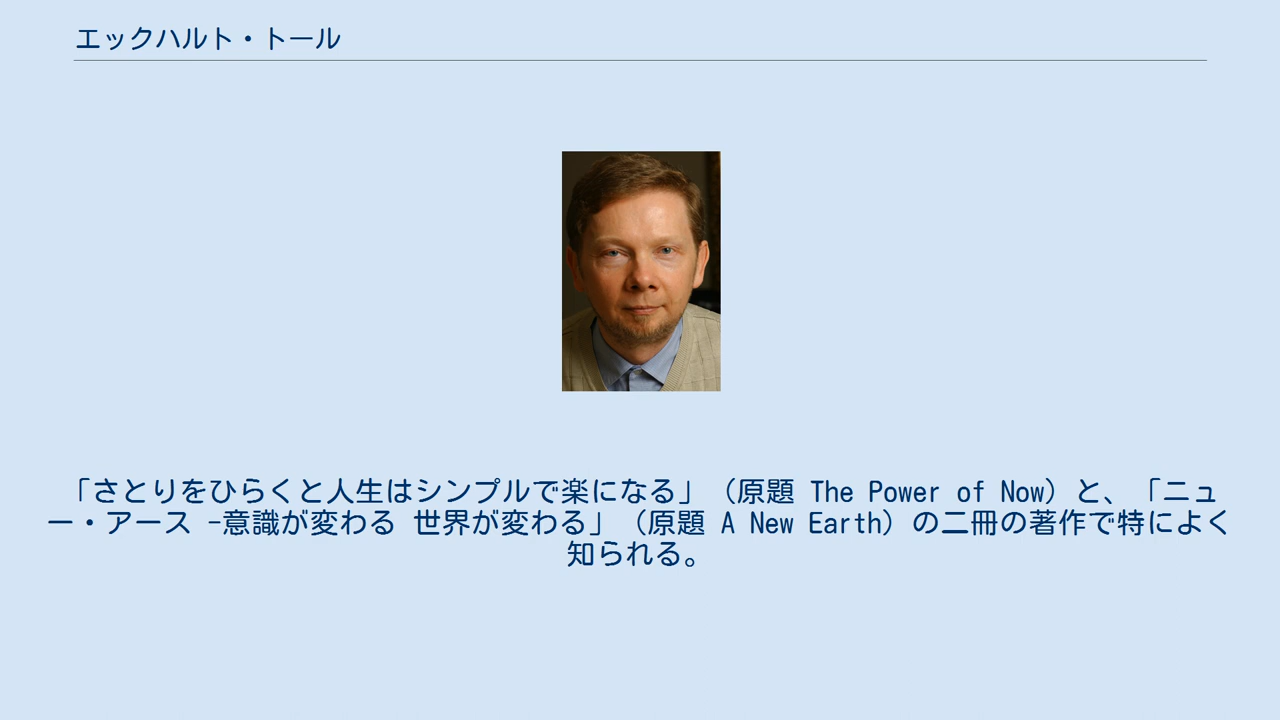 エックハルト・トール
「さとりをひらくと人生はシンプルで楽になる」（原題 The Power of Now）と、「ニュ
ー・アース -意識が変わる 世界が変わる」（原題 A New Earth）の二冊の著作で特によく
知られる。